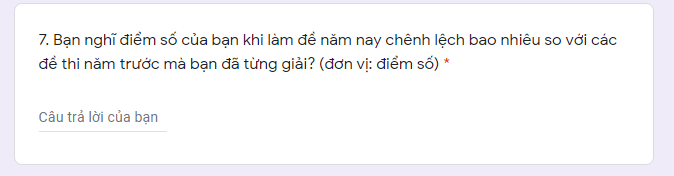 7. Bạn nghĩ điểm số của bạn khi làm đề năm nay chênh lệch bao nhiêu so với các
đề thi năm trước mà bạn đã từng giải? (đơn vị: điểm số) *
Câu trả lời của bạn